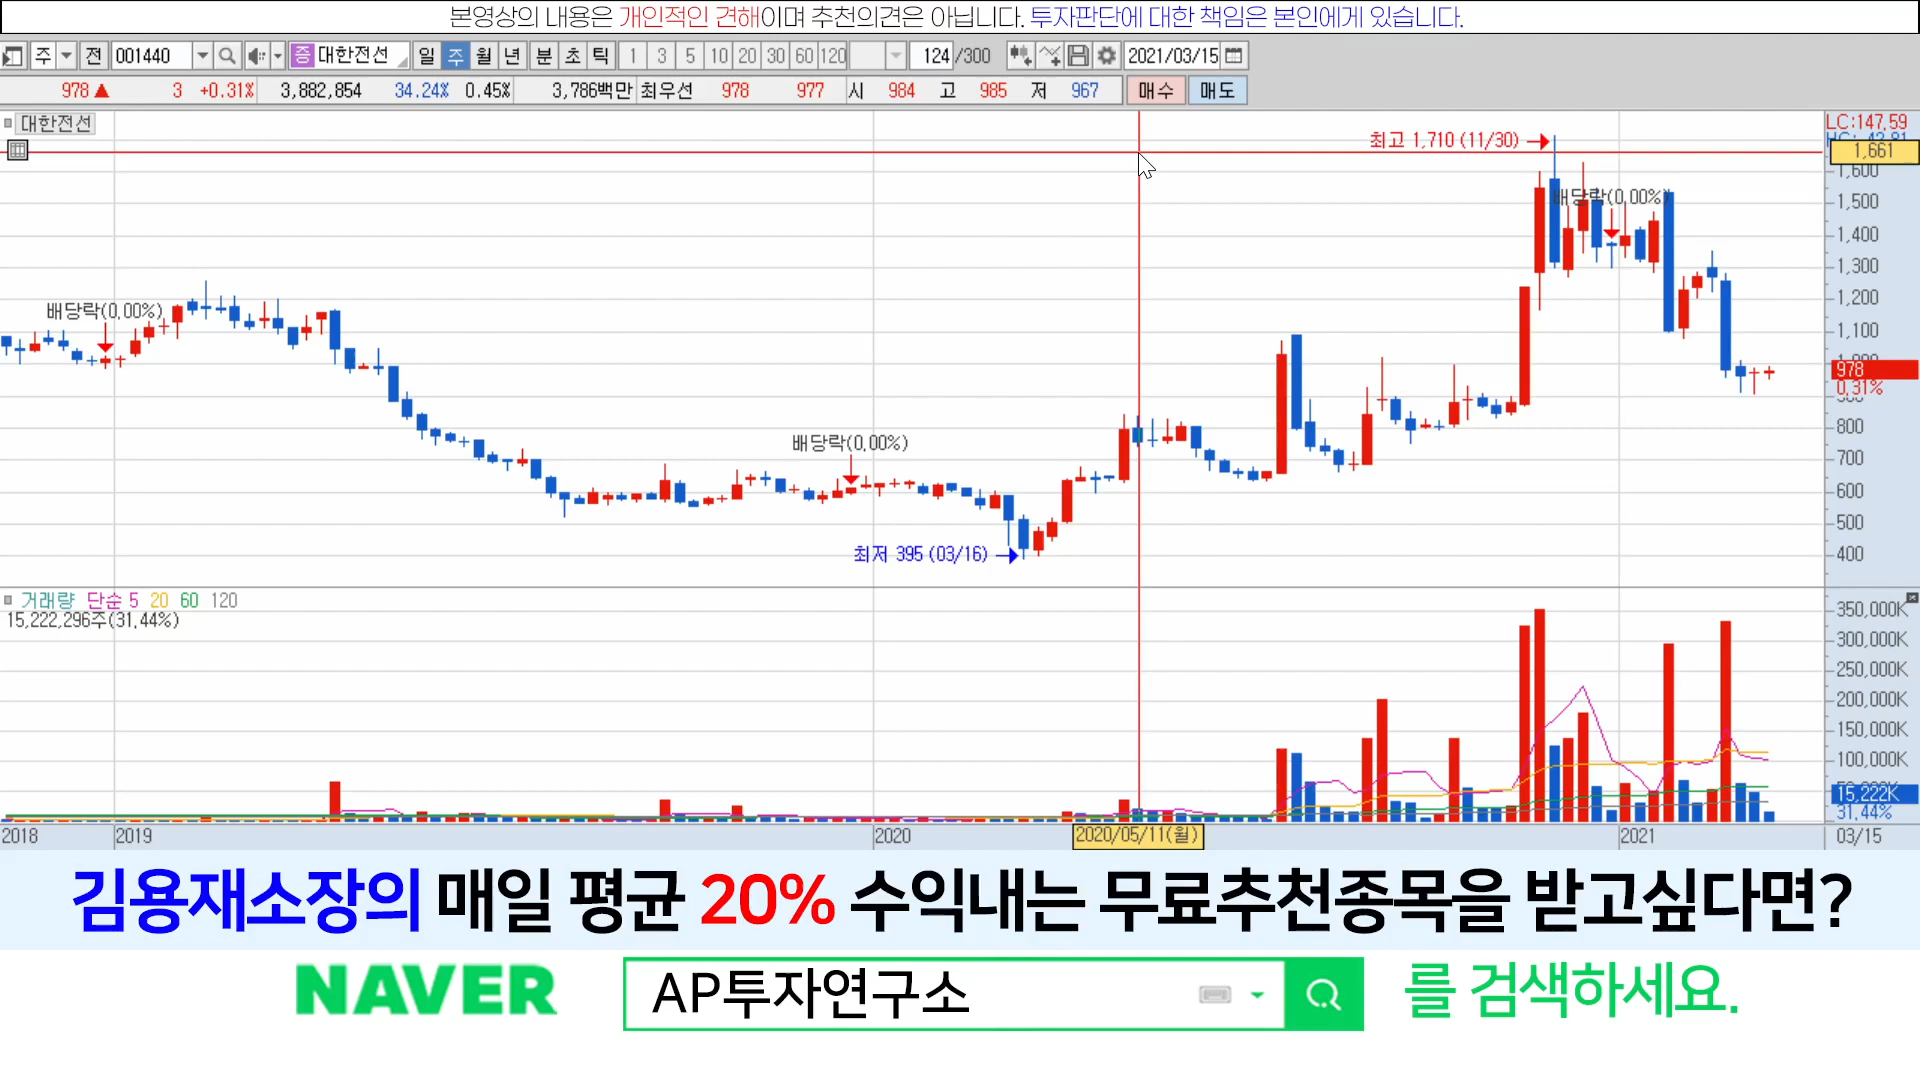 본영상의 내용은 개인적인 견해이며 추천의견은 아닙니다. 투자판단에 대한 책임은 본인에게 있습니다.
주 전 001440 증 대한전선 일 주 월 년 분 초 틱 1 3 5 10 20 30 60 120 124 /300 2021/03/15
978 ▲ 3 +0.31% 3,882,854 34.24% 0.45% 3,786백만 최우선 978 977 시 984 고 985 저 967 매수 매도
대한전선
LC:147.59
최고 1,710 (11/30)
1,661
1,600
배당락(0.00%)
1,500
1,400
1,300
1,200
배당락(0.00%)
1,100
978
0.31%
800
배당락(0.00%)
700
600
500
최저 395 (03/16)
400
거래량 단순 5 20 60 120
15,222,296주(31.44%)
350,000K
300,000K
250,000K
200,000K
150,000K
100,000K
15,222K
31.44%
2018 2019 2020 2020/05/11(월) 2021 03/15
김용재소장의 매일 평균 20% 수익내는 무료추천종목을 받고싶다면?
NAVER AP투자연구소 를 검색하세요.